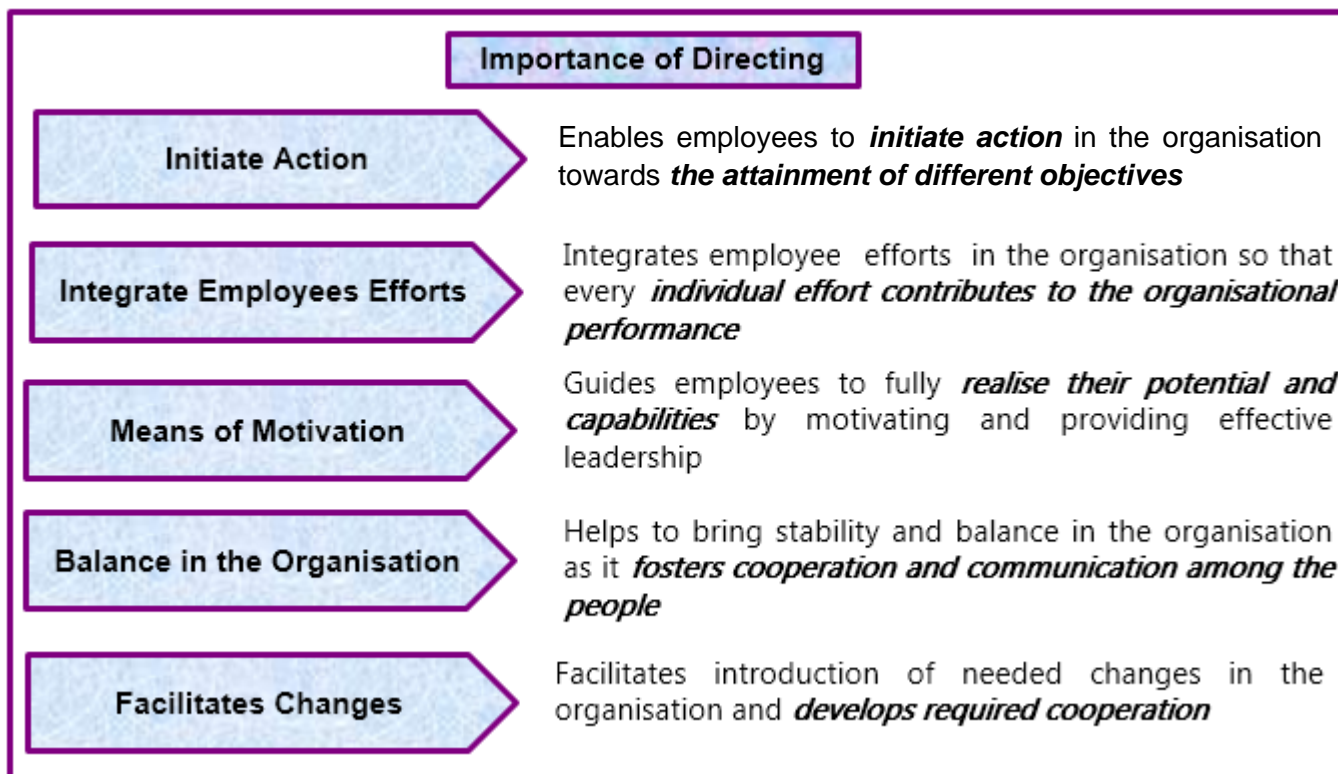 Importance of Directing
Initiate Action
Enables employees to initiate action in the organisation
towards the attainment of different objectives
Integrate Employees Efforts
Integrates employee efforts in the organisation so that
every individual effort contributes to the organisational
performance
Means of Motivation
Guides employees to fully realise their potential and
capabilities by motivating and providing effective
leadership
Balance in the Organisation
Helps to bring stability and balance in the organisation
as it fosters cooperation and communication among the
people
Facilitates Changes
Facilitates introduction of needed changes in the
organisation and develops required cooperation